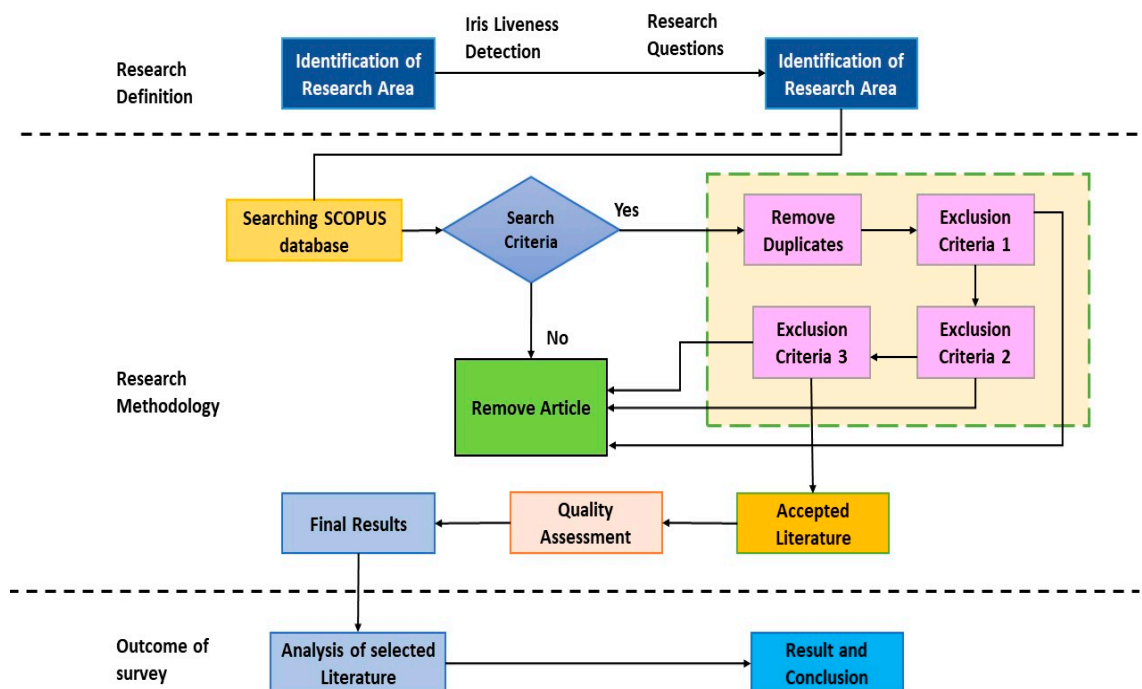 Iris Liveness
Detection
Research
Questions
Research
Definition
Identification of
Research Area
Identification of
Research Area
Searching SCOPUS
database
Search
Criteria
Yes
No
Remove
Duplicates
Exclusion
Criteria 1
Exclusion
Criteria 3
Exclusion
Criteria 2
Research
Methodology
Remove Article
Final Results
Quality
Assessment
Accepted
Literature
Outcome of
survey
Analysis of selected
Literature
Result and
Conclusion